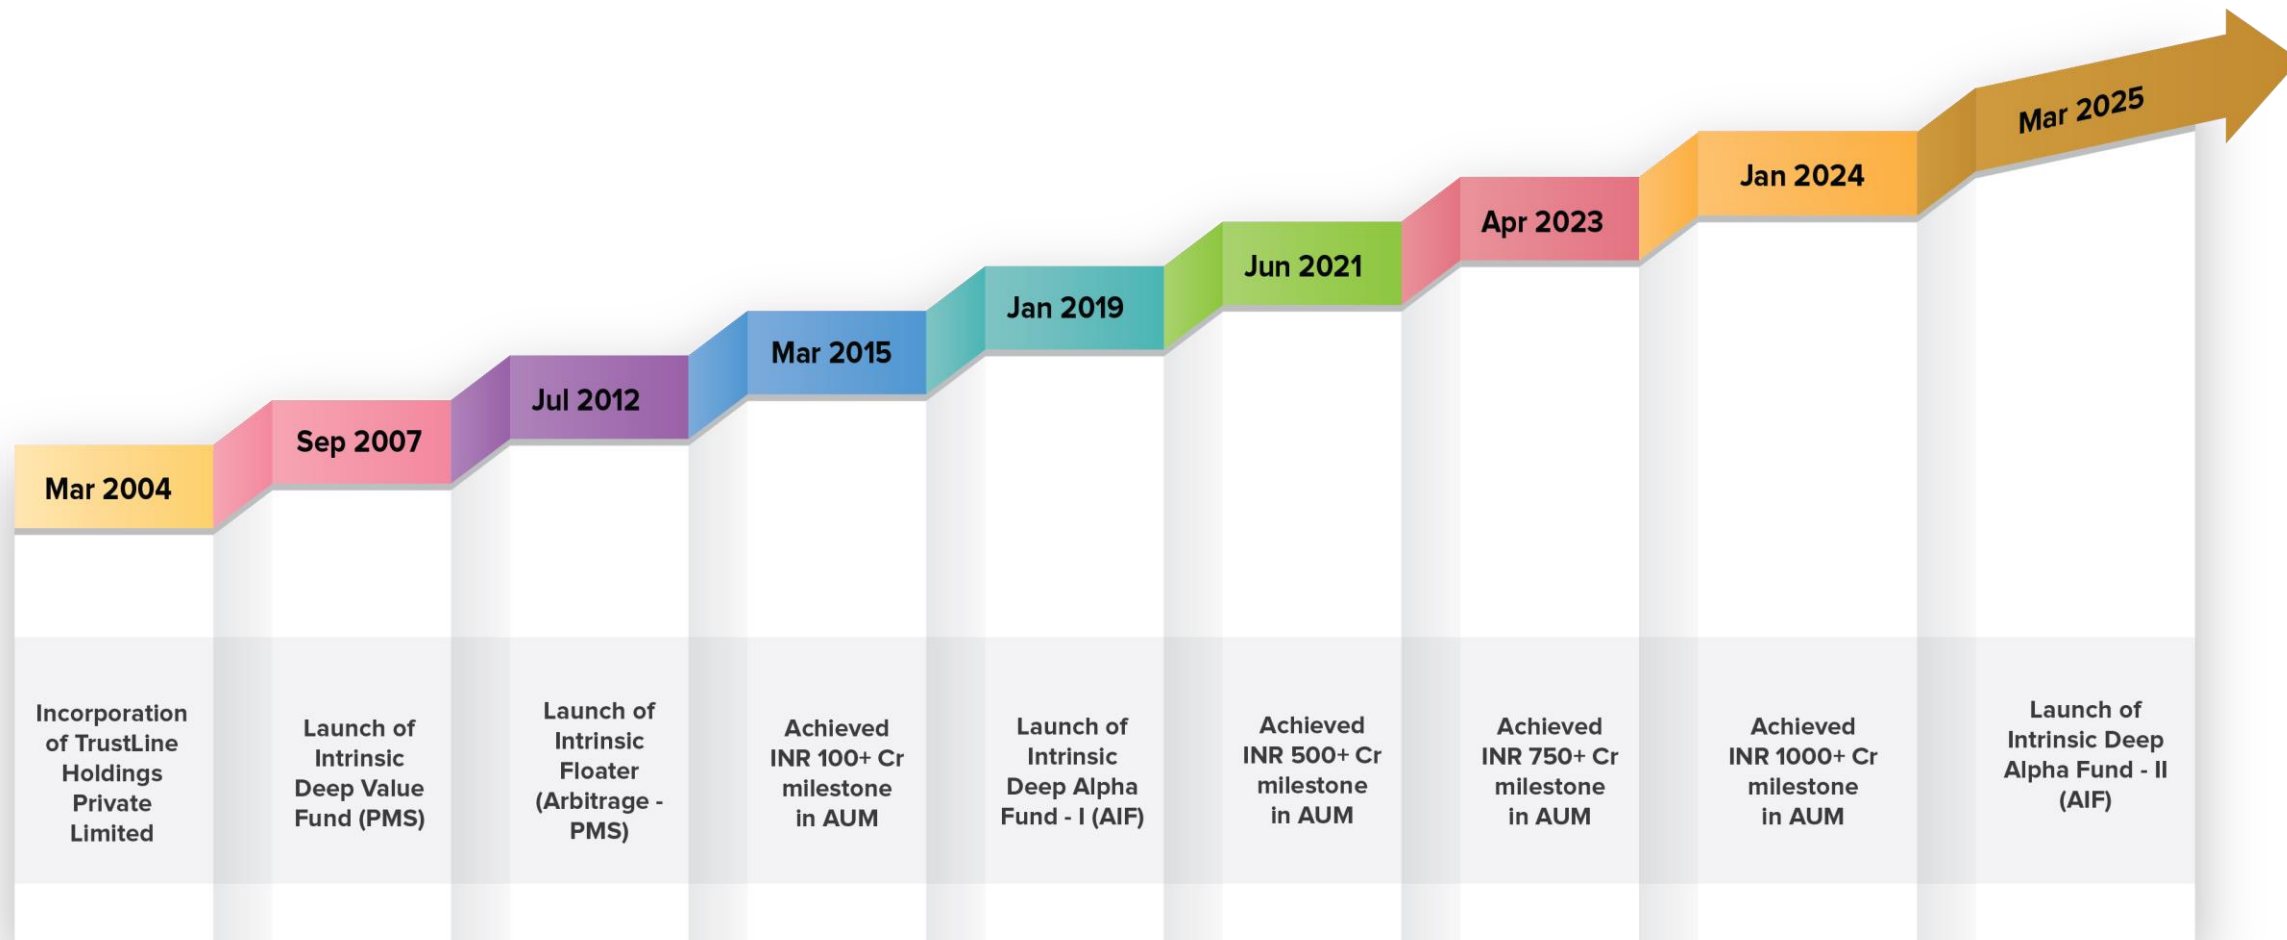 Mar 2004
Incorporation
of TrustLine
Holdings
Private
Limited
Sep 2007
Launch of
Intrinsic
Deep Value
Fund (PMS)
Jul 2012
Launch of
Intrinsic
Floater
(Arbitrage -
PMS)
Mar 2015
Achieved
INR 100+ Cr
milestone
in AUM
Jan 2019
Launch of
Intrinsic
Deep Alpha
Fund - I (AIF)
Jun 2021
Achieved
INR 500+ Cr
milestone
in AUM
Apr 2023
Achieved
INR 750+ Cr
milestone
in AUM
Jan 2024
Achieved
INR 1000+ Cr
milestone
in AUM
Mar 2025
Launch of
Intrinsic Deep
Alpha Fund - II
(AIF)